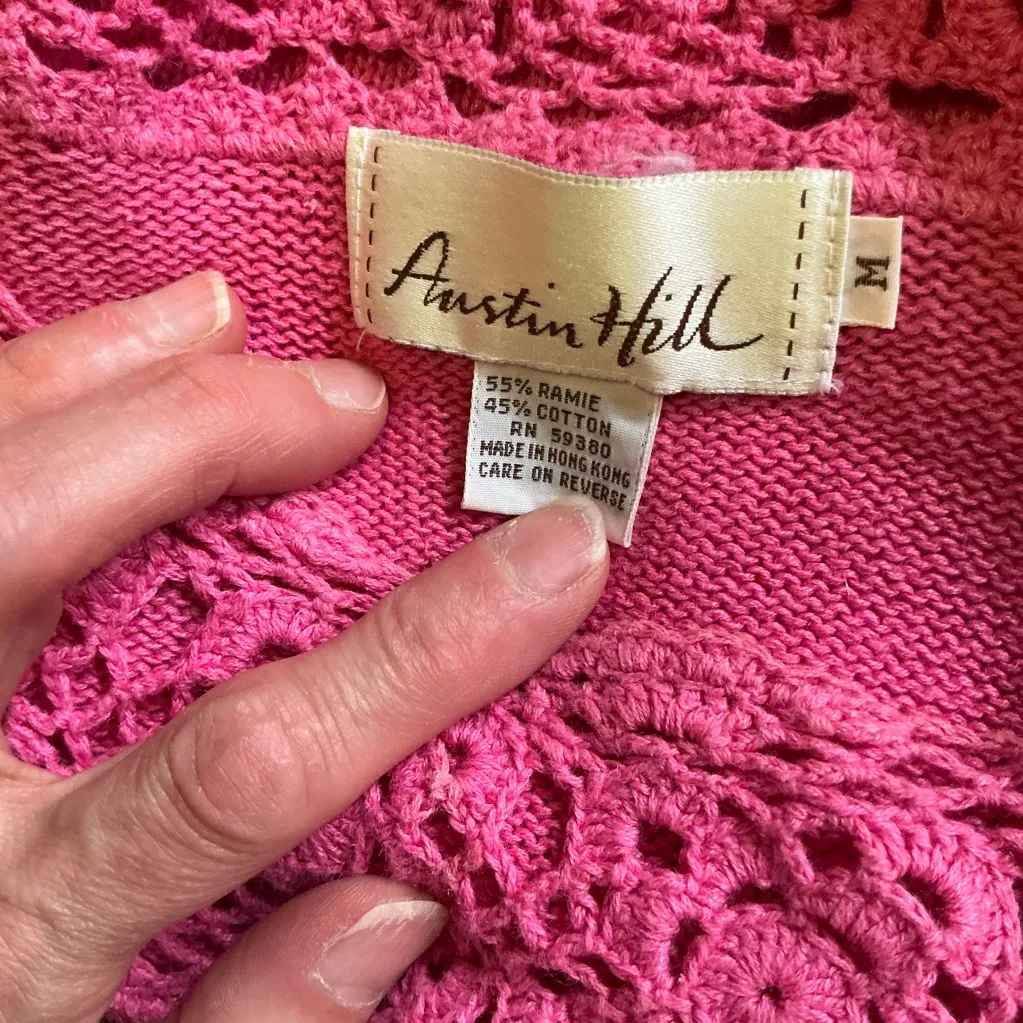 Austin Hill
M
55% RAMIE
45% COTTON
RN 59380
MADE IN HONG KONG
CARE ON REVERSE